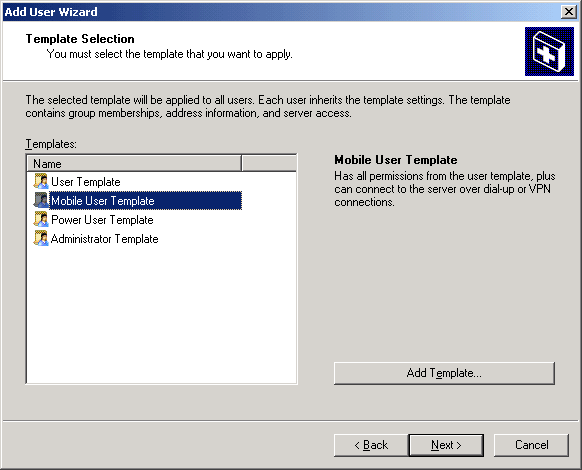 Add User Wizard
Template Selection
You must select the template that you want to apply.
The selected template will be applied to all users. Each user inherits the template settings. The template
contains group memberships, address information, and server access.
Templates:
Name
User Template
Mobile User Template
Power User Template
Administrator Template
Mobile User Template
Has all permissions from the user template, plus
can connect to the server over dial-up or VPN
connections.
Add Template...
< Back
Next >
Cancel